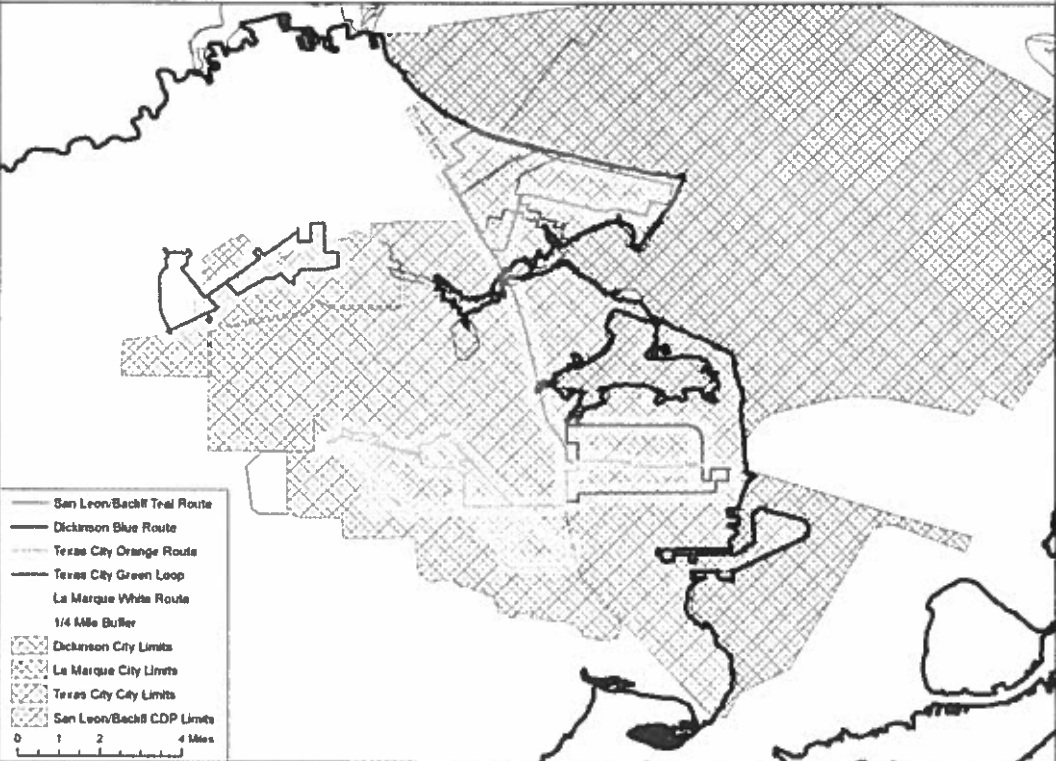 San Leon/Bacliff Teal Route
Dickinson Blue Route
Texas City Orange Route
Texas City Green Loop
La Marque White Route
1/4 Mile Buffer
Dickinson City Limits
La Marque City Limits
Texas City City Limits
San Leon/Bacliff CDP Limits
0 1 2 4 Miles